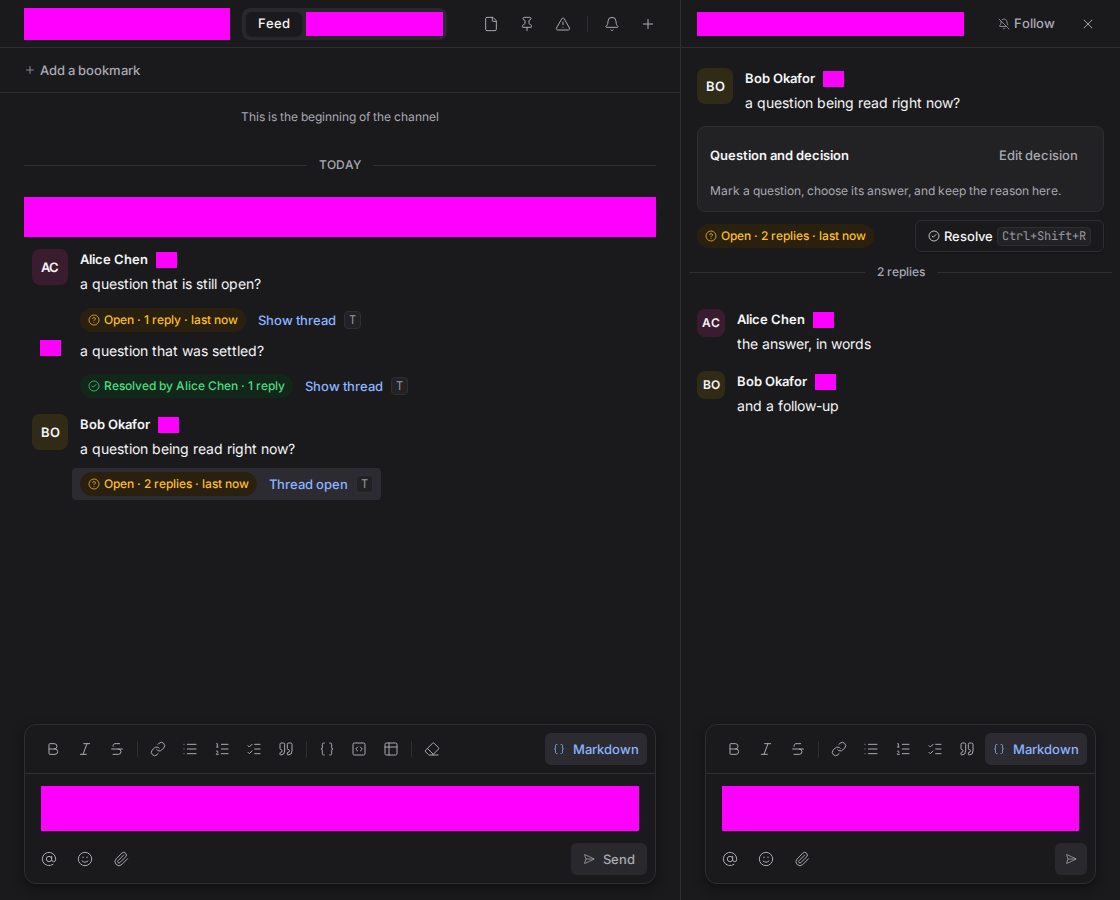 Feed
Add a bookmark
This is the beginning of the channel
TODAY
AC
Alice Chen
a question that is still open?
Open · 1 reply · last now
Show thread T
a question that was settled?
Resolved by Alice Chen · 1 reply
Show thread T
BO
Bob Okafor
a question being read right now?
Open · 2 replies · last now
Thread open T
Markdown
Send
Follow
BO
Bob Okafor
a question being read right now?
Question and decision
Edit decision
Mark a question, choose its answer, and keep the reason here.
Open · 2 replies · last now
Resolve Ctrl+Shift+R
2 replies
AC
Alice Chen
the answer, in words
BO
Bob Okafor
and a follow-up
Markdown